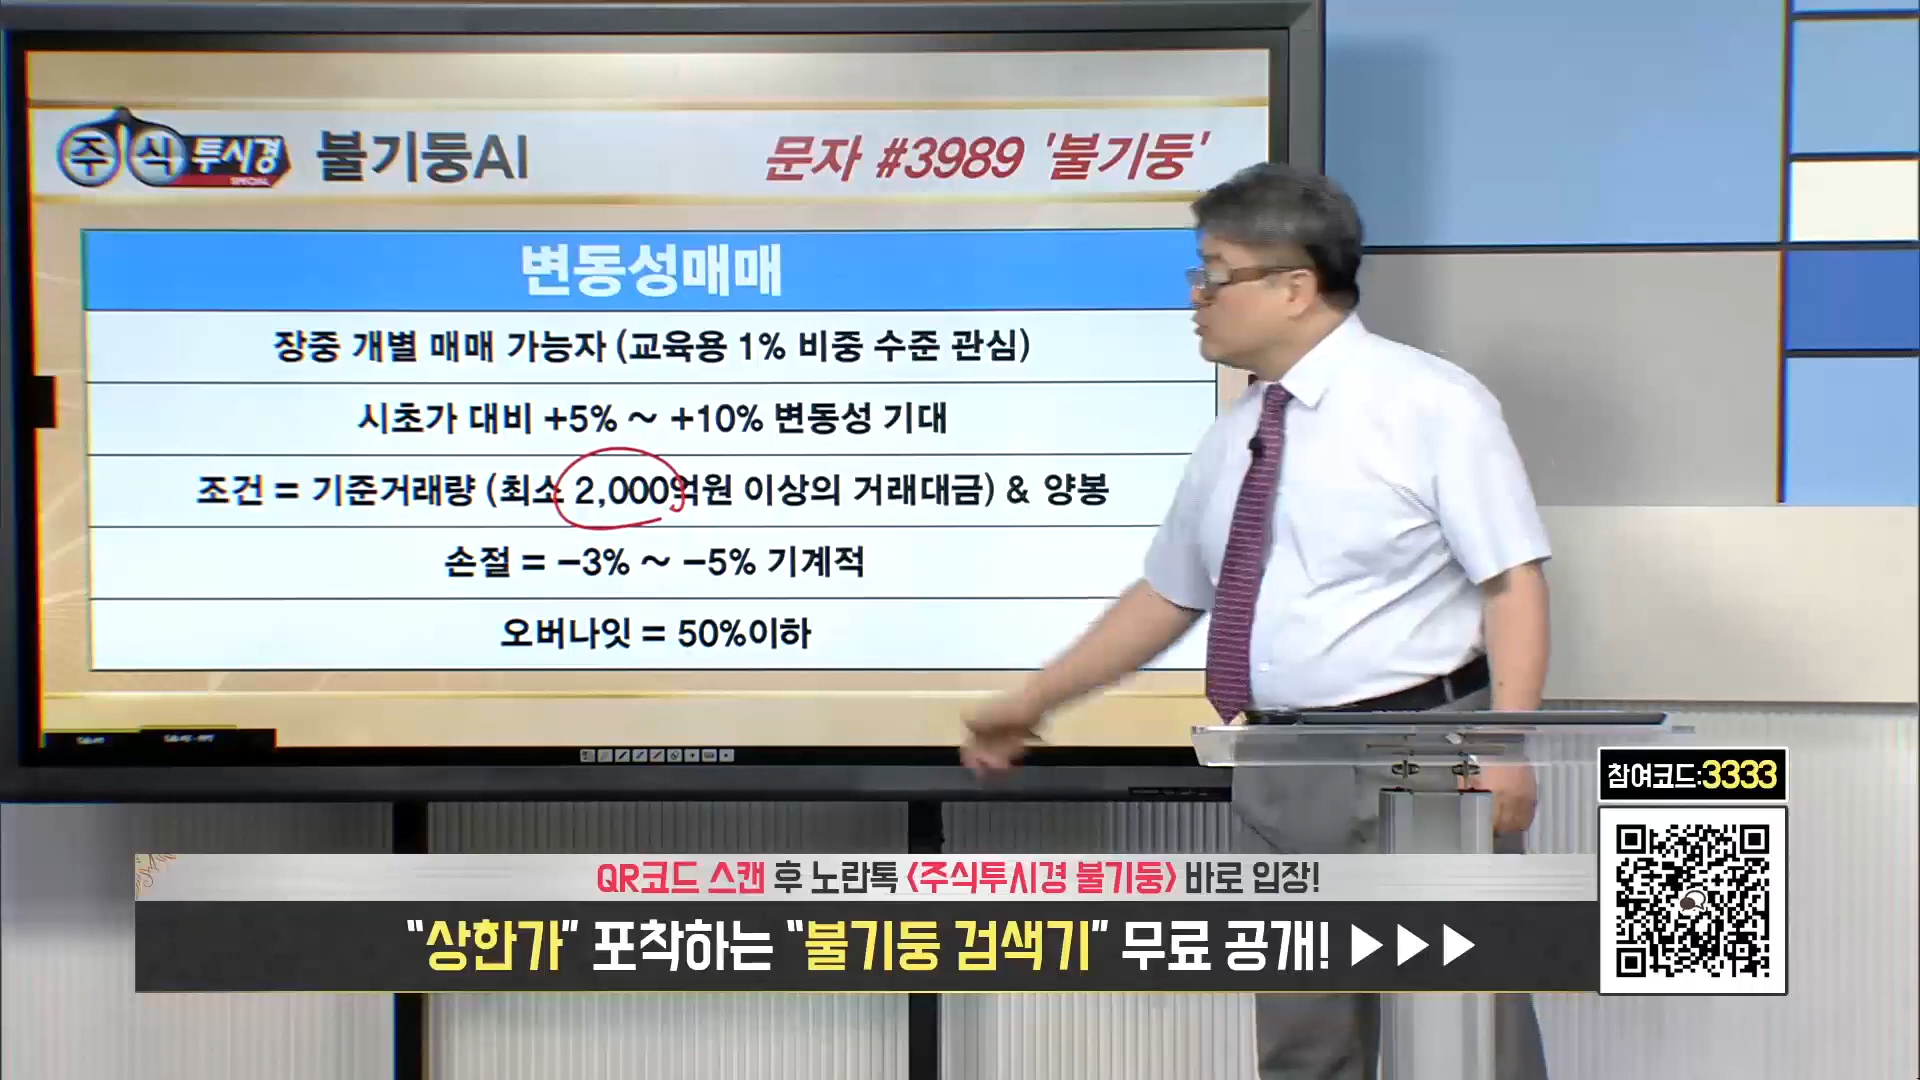 주식투시경
SPECIAL
불기둥AI
문자 #3989 '불기둥'
변동성매매
장중 개별 매매 가능자 (교육용 1% 비중 수준 관심)
시초가 대비 +5% ~ +10% 변동성 기대
조건 = 기준거래량 (최소 2,000억원 이상의 거래대금) & 양봉
손절 = -3% ~ -5% 기계적
오버나잇 = 50%이하
참여코드:3333
QR코드 스캔 후 노란톡 <주식투시경 불기둥> 바로 입장!
"상한가" 포착하는 "불기둥 검색기" 무료 공개! ▶▶▶